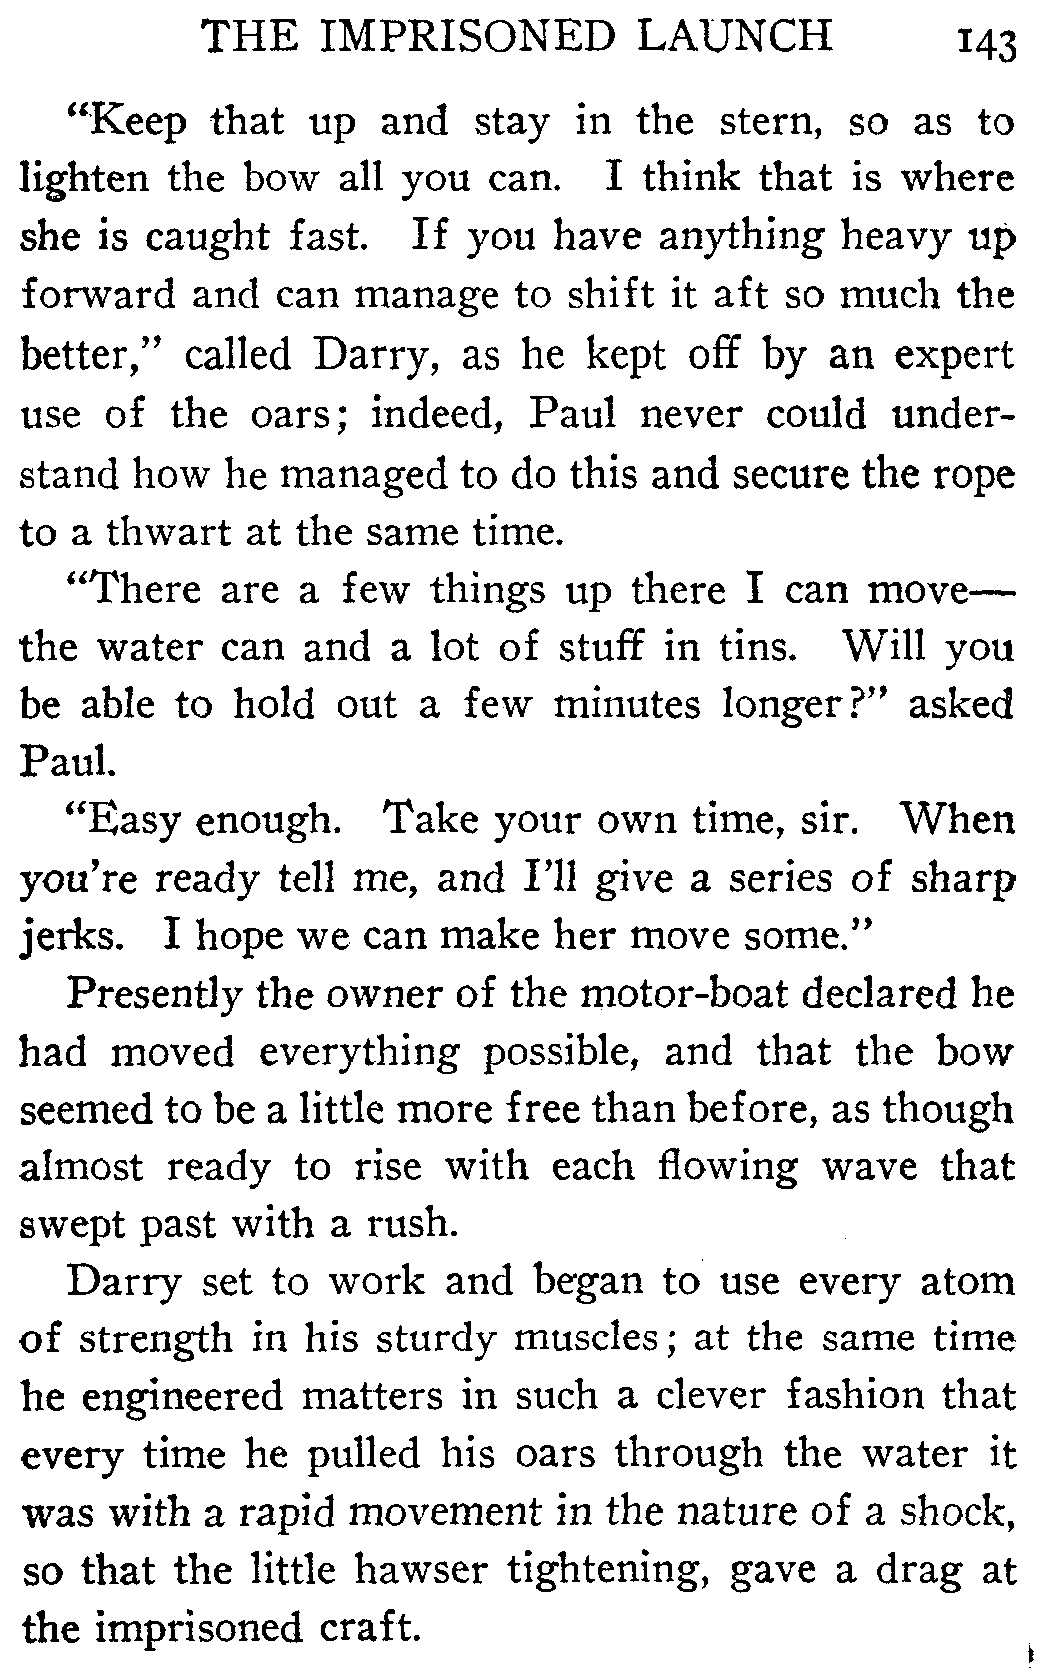 THE IMPRISONED LAUNCH 143
“Keep that up and stay in the stern, so as to
lighten the bow all you can. I think that is where
she is caught fast. If you have anything heavy up
forward and can manage to shift it aft so much the
better,” called Darry, as he kept off by an expert
use of the oars; indeed, Paul never could under-
stand how he managed to do this and secure the rope
to a thwart at the same time.
“There are a few things up there I can move—
the water can and a lot of stuff in tins. Will you
be able to hold out a few minutes longer?” asked
Paul.
“Easy enough. Take your own time, sir. When
you’re ready tell me, and I’ll give a series of sharp
jerks. I hope we can make her move some.”
Presently the owner of the motor-boat declared he
had moved everything possible, and that the bow
seemed to be a little more free than before, as though
almost ready to rise with each flowing wave that
swept past with a rush.
Darry set to work and began to use every atom
of strength in his sturdy muscles; at the same time
he engineered matters in such a clever fashion that
every time he pulled his oars through the water it
was with a rapid movement in the nature of a shock,
so that the little hawser tightening, gave a drag at
the imprisoned craft.